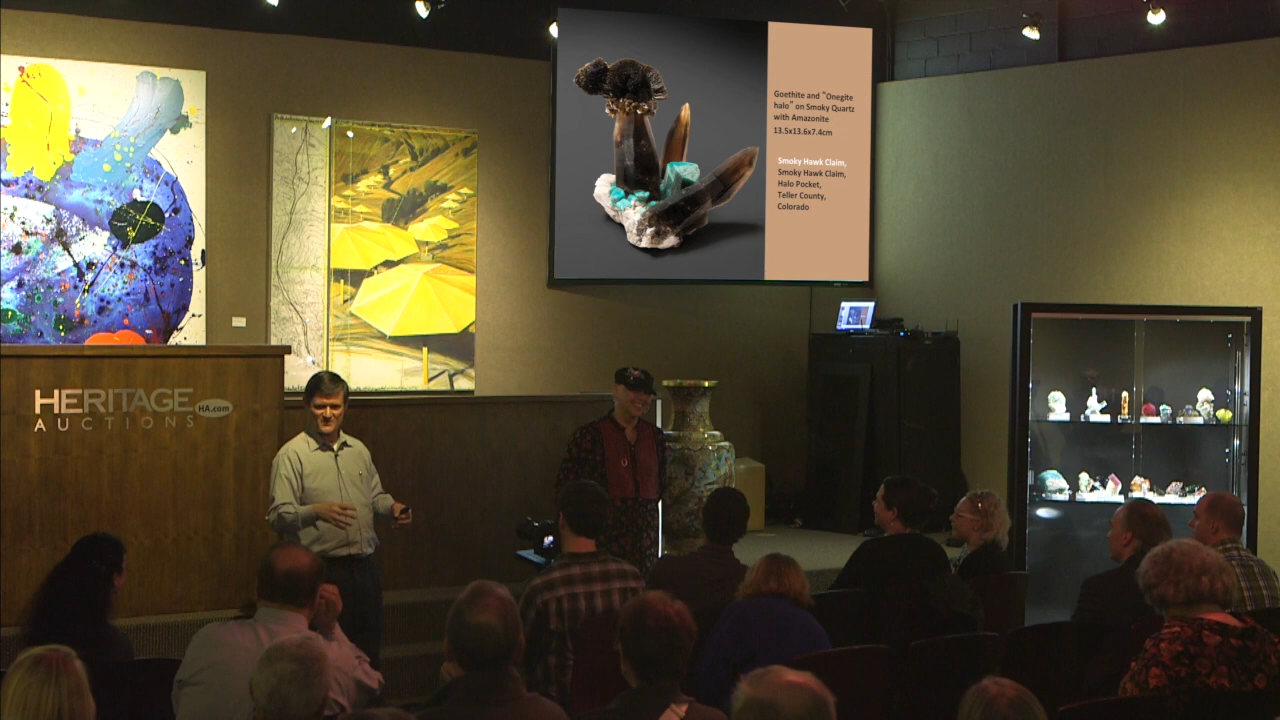 Goethite and "Onegite
halo" on Smoky Quartz
with Amazonite
13.5x13.6x7.4cm
Smoky Hawk Claim,
Smoky Hawk Claim,
Halo Pocket,
Teller County,
Colorado
HERITAGE
HA.com
AUCTIONS